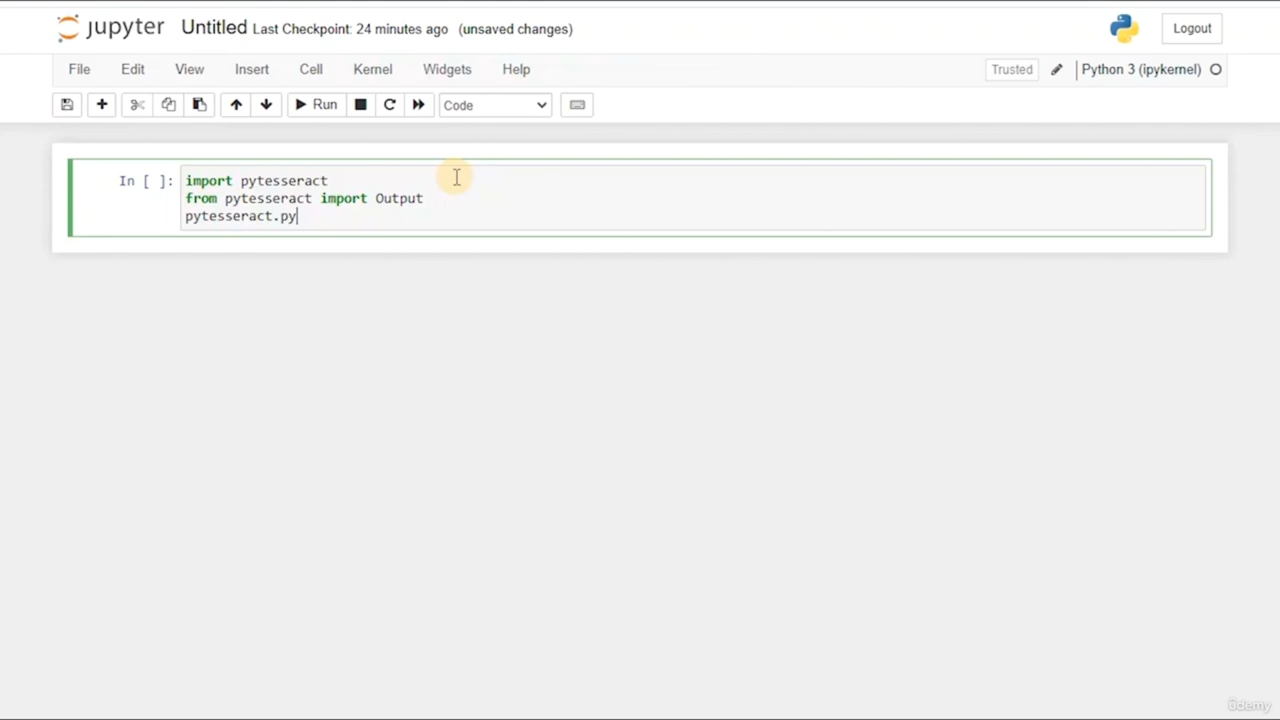 jupyter Untitled Last Checkpoint: 24 minutes ago (unsaved changes) Logout
File Edit View Insert Cell Kernel Widgets Help Trusted Python 3 (ipykernel)
Run Code
In [ ]: import pytesseract
from pytesseract import Output
pytesseract.py
ûdemy